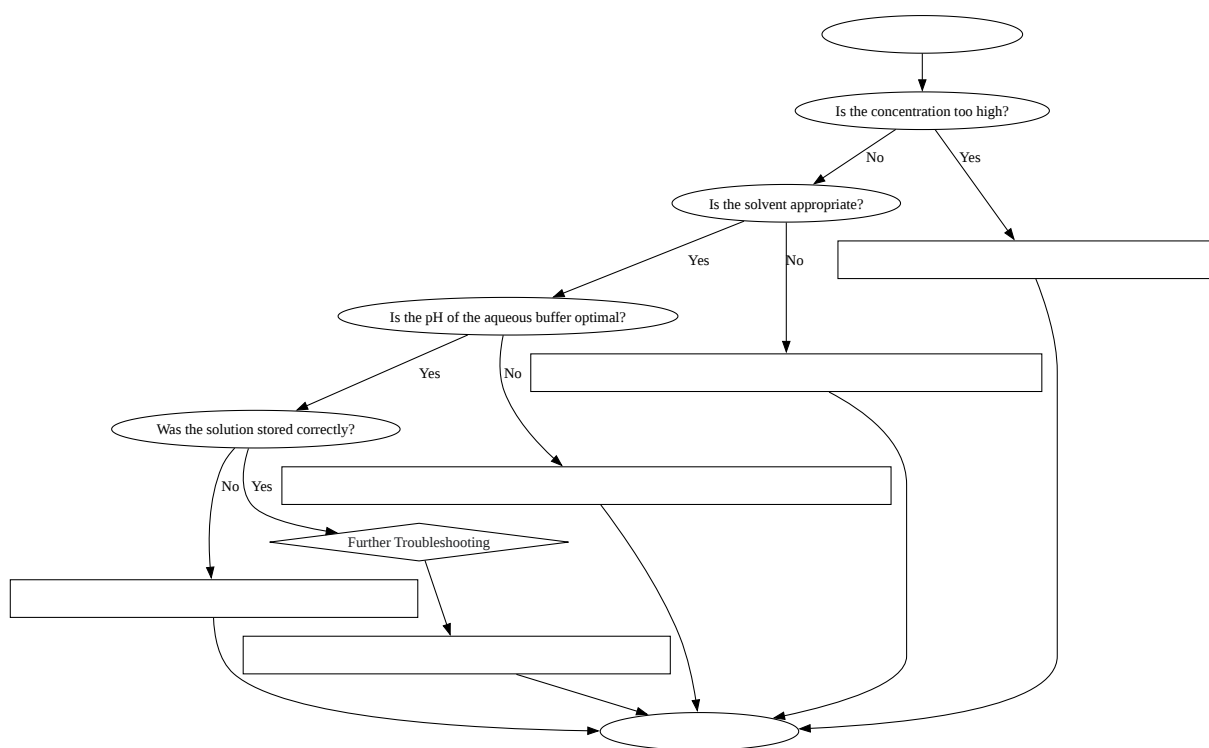 Is the concentration too high?
No
Yes
Is the solvent appropriate?
Yes
No
Is the pH of the aqueous buffer optimal?
Yes
No
Was the solution stored correctly?
No
Yes
Further Troubleshooting